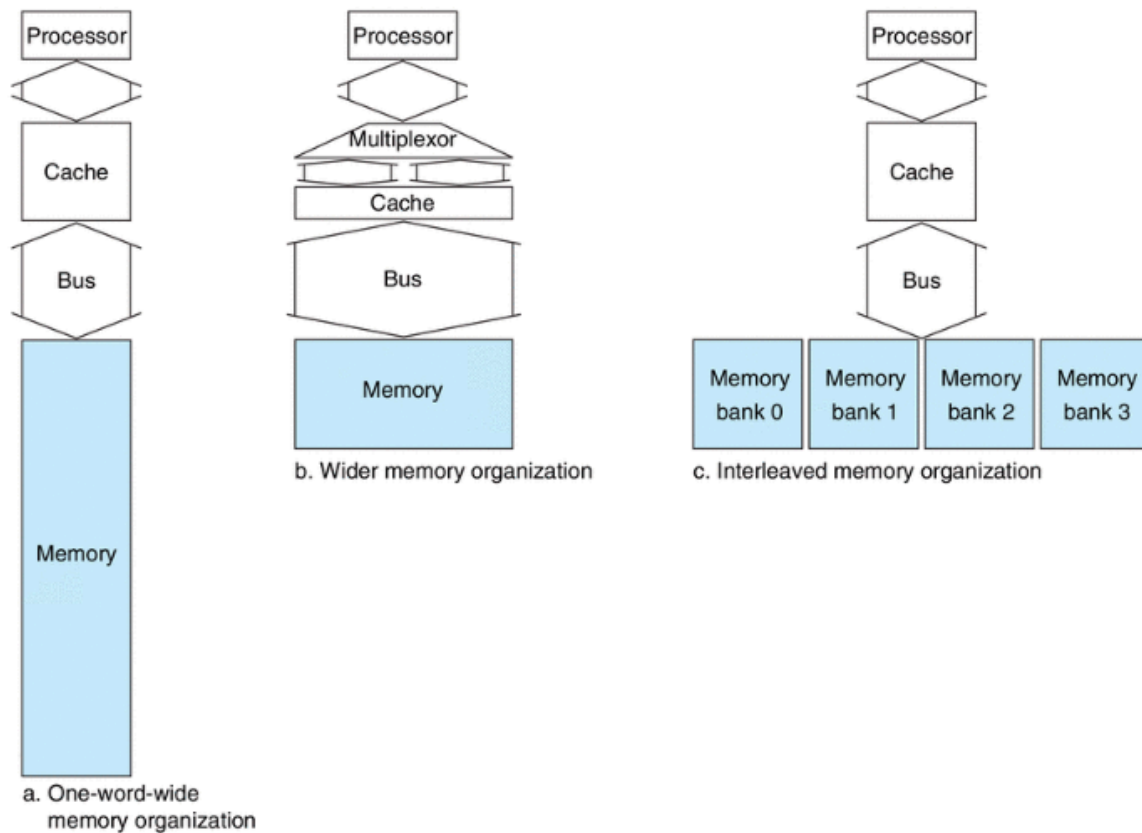 Processor
Cache
Bus
Memory
a. One-word-wide
memory organization
Processor
Multiplexor
Cache
Bus
Memory
b. Wider memory organization
Processor
Cache
Bus
Memory
bank 0
Memory
bank 1
Memory
bank 2
Memory
bank 3
c. Interleaved memory organization